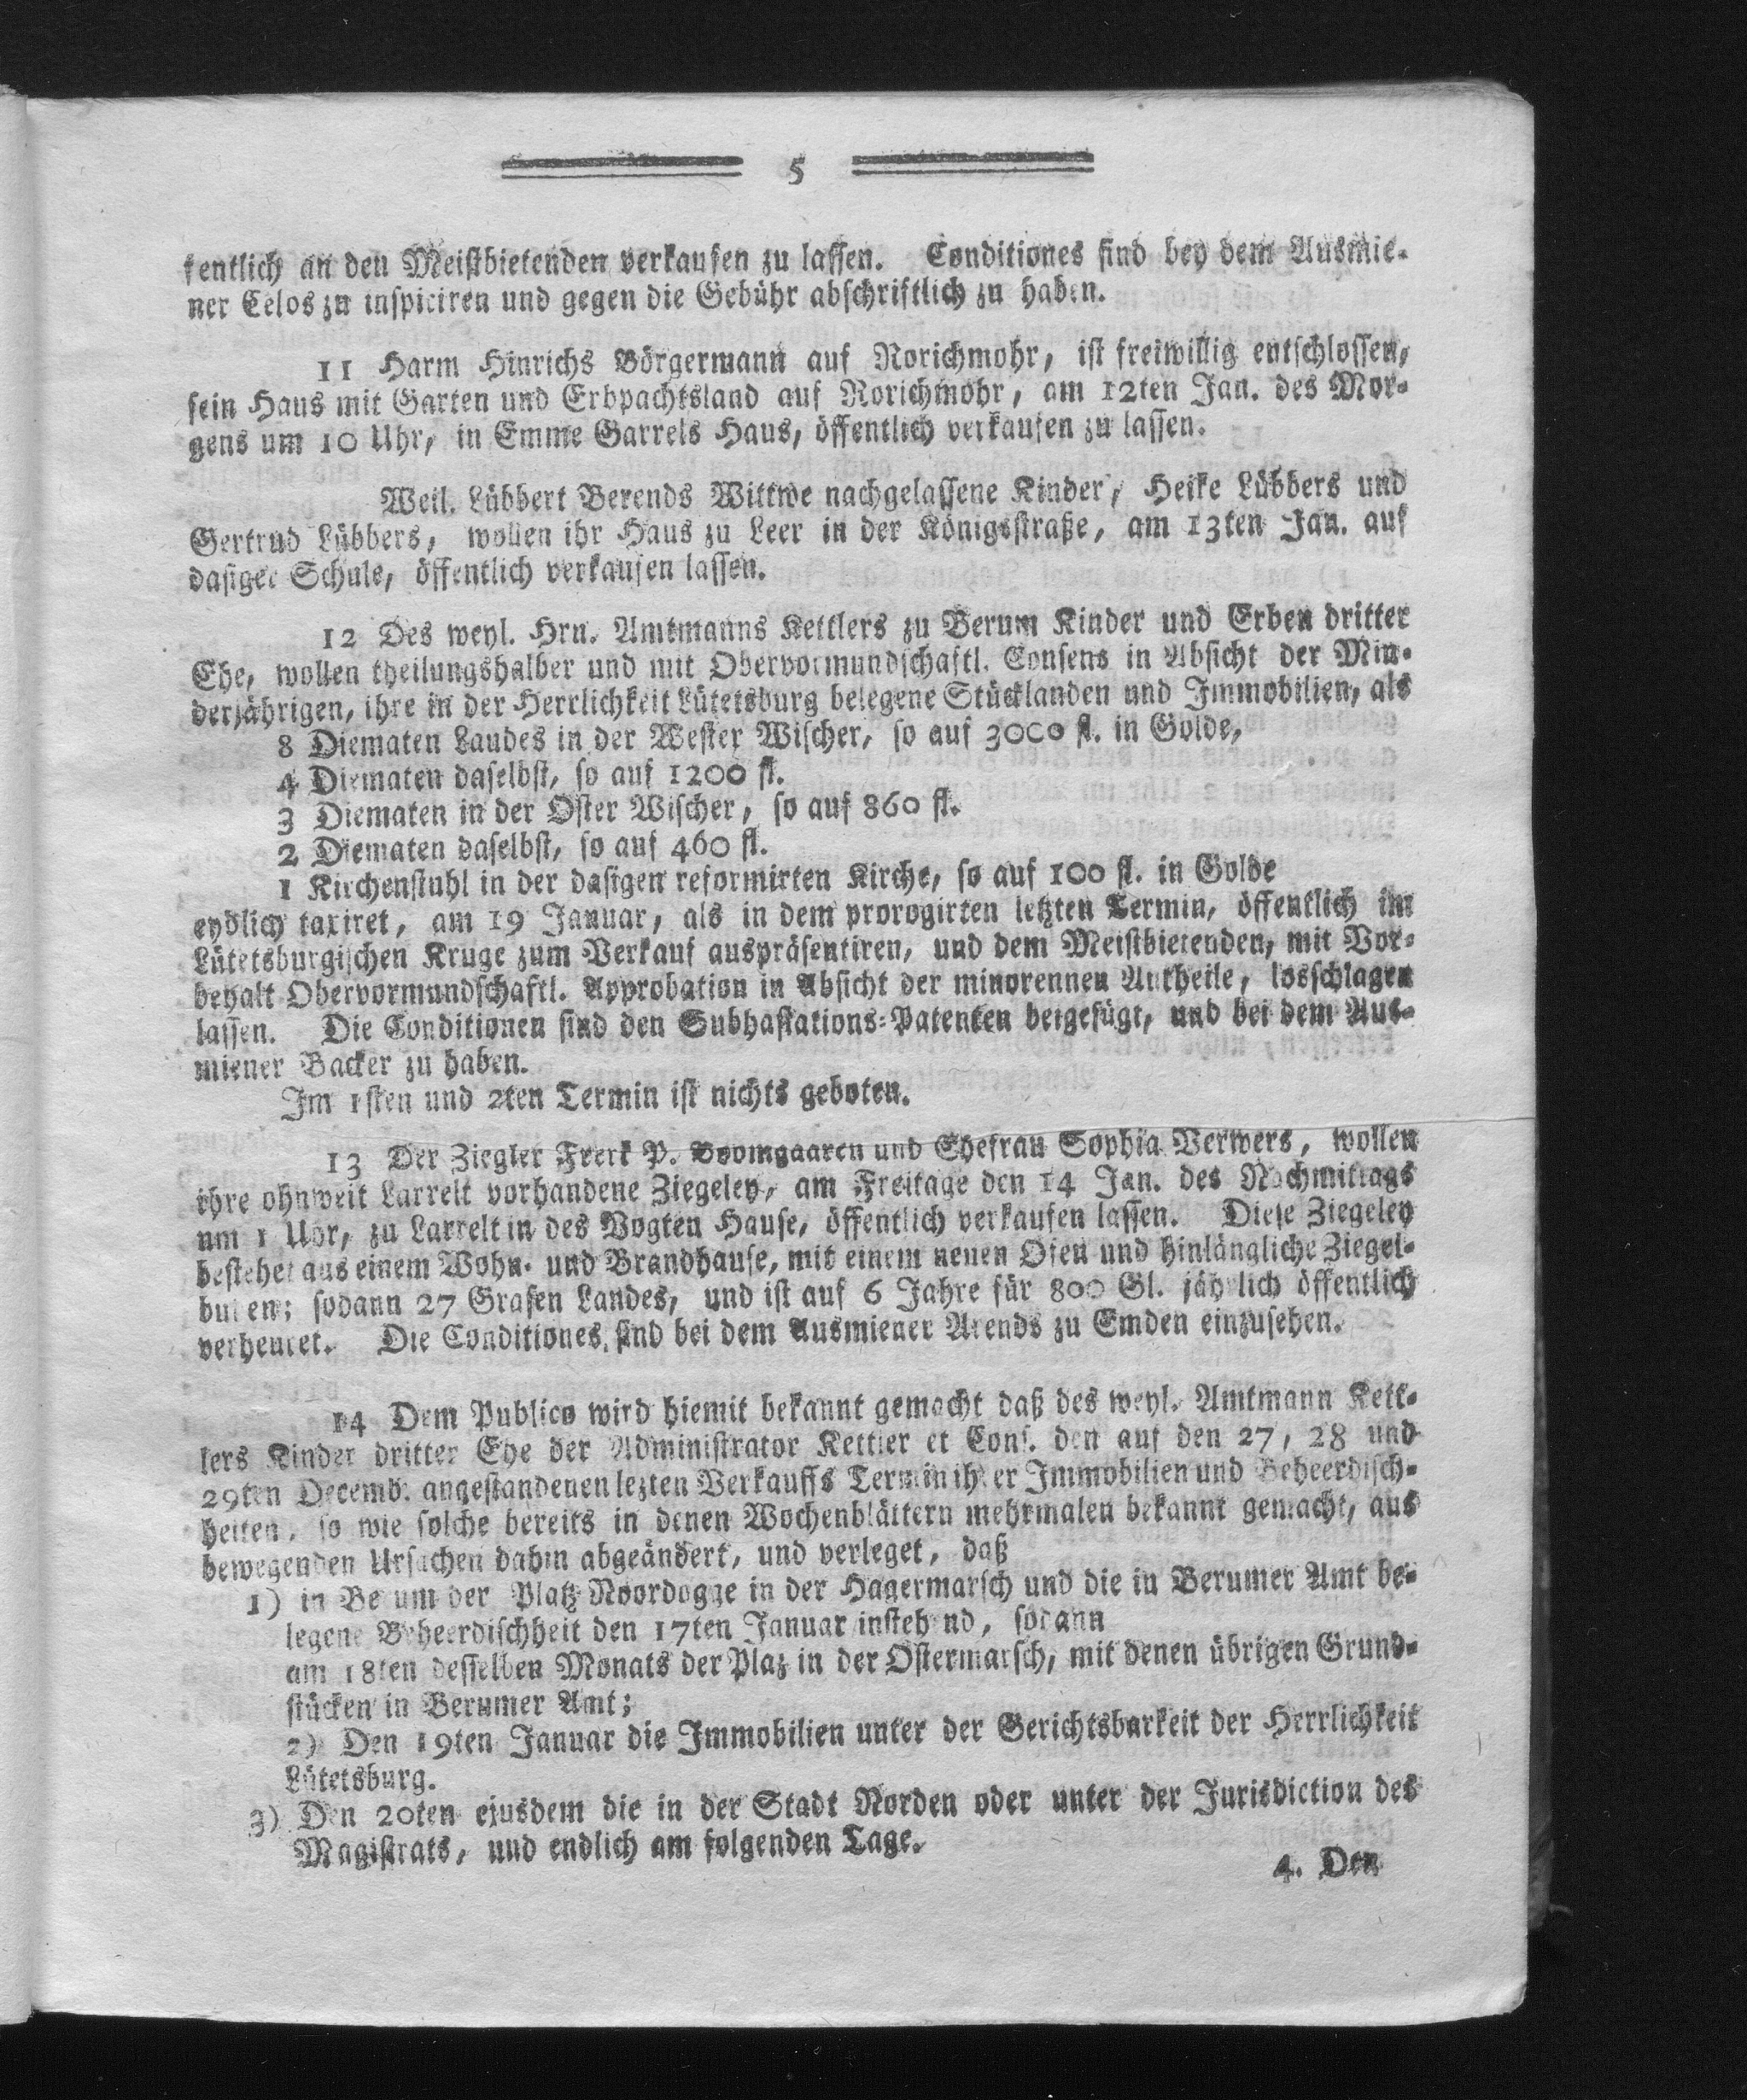 5
fentlich an den Meistbietenden verkaufen zu lassen. Conditiones sind bey dem Ausmie-
ner Celos zu inspiciren und gegen die Gebühr abschriftlich zu haben.
11 Harm Hinrichs Börgermann auf Norichmohr, ist freiwillig entschlossen,
sein Haus mit Garten und Erbpachtsland auf Norichmohr, am 12ten Jan. des Mor-
gens um 10 Uhr, in Emme Garrels Haus, öffentlich verkaufen zu lassen.
Weil. Lübbert Berends Wittwe nachgelassene Kinder, Heike Lübbers und
Gertrud Lübbers, wollen ihr Haus zu Leer in der Königsstraße, am 13ten Jan. auf
dasiger Schule, öffentlich verkaufen lassen.
12 Des weyl. Hrn. Amtmanns Kettlers zu Berum Kinder und Erben dritter
Ehe, wollen theilungshalber und mit Obervormundschaftl. Consens in Absicht der Min-
derjährigen, ihre in der Herrlichkeit Lütetsburg belegene Stücklanden und Immobilien, als
8 Diematen Landes in der Wester Wischer, so auf 3000 fl. in Golde,
4 Diematen daselbst, so auf 1200 fl.
3 Diematen in der Oster Wischer, so auf 860 fl.
2 Diematen daselbst, so auf 460 fl.
1 Kirchenstuhl in der dasigen reformirten Kirche, so auf 100 fl. in Golde
eydlich taxiret, am 19 Januar, als in dem prorogirten letzten Termin, öffentlich im
Lütetsburgischen Kruge zum Verkauf auspräsentiren, und dem Meistbietenden, mit Vor-
behalt Obervormundschaftl. Approbation in Absicht der minorennen Antheile, losschlagen
lassen. Die Conditionen sind den Subhastations-Patenten beigefügt, und bei dem Aus-
miener Backer zu haben.
Im 1sten und 2ten Termin ist nichts geboten.
13 Der Ziegler Frerk P. Boomgaaren und Ehefrau Sophia Verwers, wollen
ihre ohnweit Larrelt vorhandene Ziegeley, am Freitage den 14 Jan. des Nachmittags
um 1 Uhr, zu Larrelt in des Vogten Hause, öffentlich verkaufen lassen. Diese Ziegeley
bestehet aus einem Wohn- und Brandhause, mit einem neuen Ofen und hinlängliche Ziegel-
buten; sodann 27 Grasen Landes, und ist auf 6 Jahre für 800 Gl. jährlich öffentlich
verheuret. Die Conditiones, sind bei dem Ausmiener Arends zu Emden einzusehen.
14 Dem Publico wird hiemit bekannt gemacht daß des weyl. Amtmann Kett-
lers Kinder dritter Ehe der Administrator Kettler et Cons. den auf den 27, 28 und
29ten Decemb. angestandenen lezten Verkauffs Termin ihrer Immobilien und Beheerdisch-
heiten, so wie solche bereits in denen Wochenblättern mehrmalen bekannt gemacht, aus
bewegenden Ursachen dahin abgeändert, und verleget, daß
1) in Berum der Platz Noordogge in der Hagermarsch und die in Berumer Amt be-
legene Beheerdischheit den 17ten Januar instehend, sodann
am 18ten desselben Monats der Plaz in der Ostermarsch, mit denen übrigen Grund-
stücken in Berumer Amt;
2) Den 19ten Januar die Immobilien unter der Gerichtsbarkeit der Herrlichkeit
Lütetsburg.
3) Den 20ten ejusdem die in der Stadt Norden oder unter der Jurisdiction des
Magistrats, und endlich am folgenden Tage.
4. Den